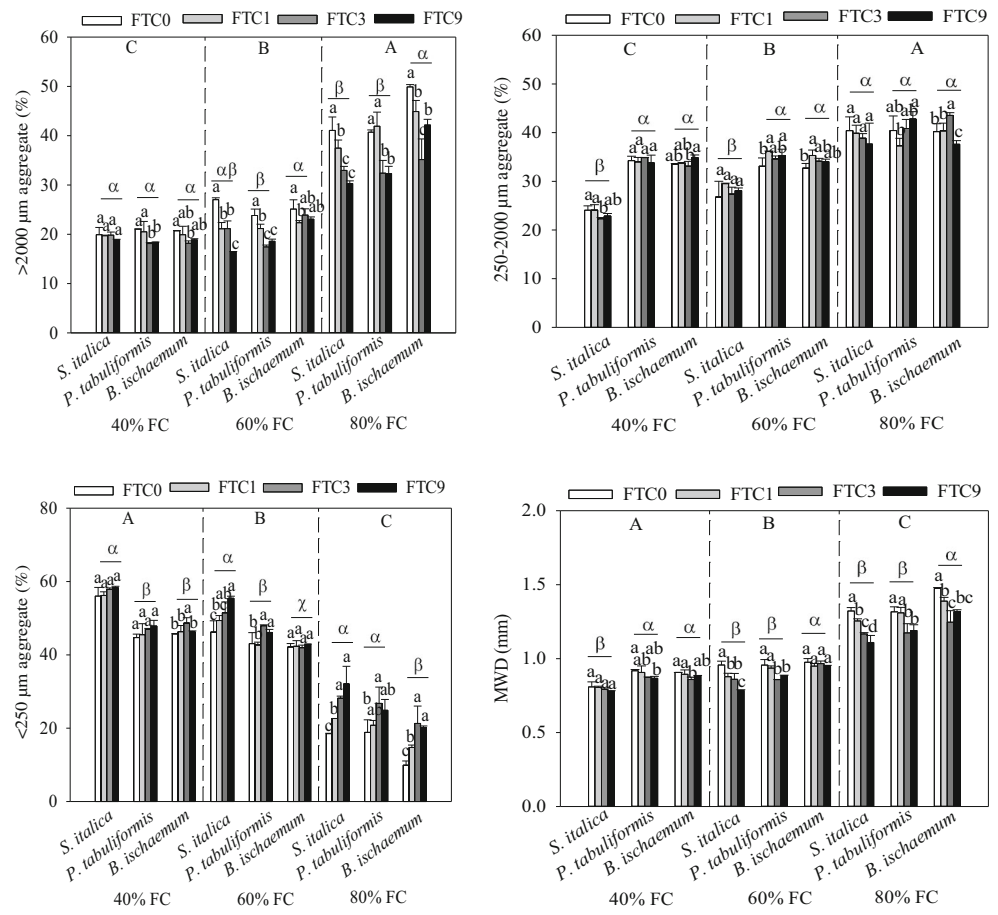 FTC0 FTC1 FTC3 FTC9
>2000 µm aggregate (%)
60
50
40
30
20
10
0
C B A
α α α αβ β α β β α
S. italica P. tabuliformis B. ischaemum S. italica P. tabuliformis B. ischaemum S. italica P. tabuliformis B. ischaemum
40% FC 60% FC 80% FC
FTC0 FTC1 FTC3 FTC9
250-2000 µm aggregate (%)
60
50
40
30
20
10
0
C B A
β α α β α α α α α
S. italica P. tabuliformis B. ischaemum S. italica P. tabuliformis B. ischaemum S. italica P. tabuliformis B. ischaemum
40% FC 60% FC 80% FC
FTC0 FTC1 FTC3 FTC9
<250 µm aggregate (%)
80
60
40
20
0
A B C
α β β α β χ α α β
S. italica P. tabuliformis B. ischaemum S. italica P. tabuliformis B. ischaemum S. italica P. tabuliformis B. ischaemum
40% FC 60% FC 80% FC
FTC0 FTC1 FTC3 FTC9
MWD (mm)
2.0
1.5
1.0
0.5
0.0
A B C
β α α β β α β β α
S. italica P. tabuliformis B. ischaemum S. italica P. tabuliformis B. ischaemum S. italica P. tabuliformis B. ischaemum
40% FC 60% FC 80% FC